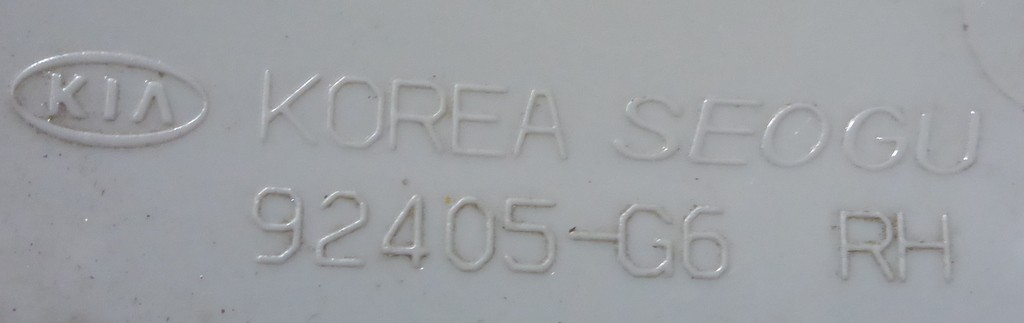 KIA KOREA SEOGU
92405-G6 RH